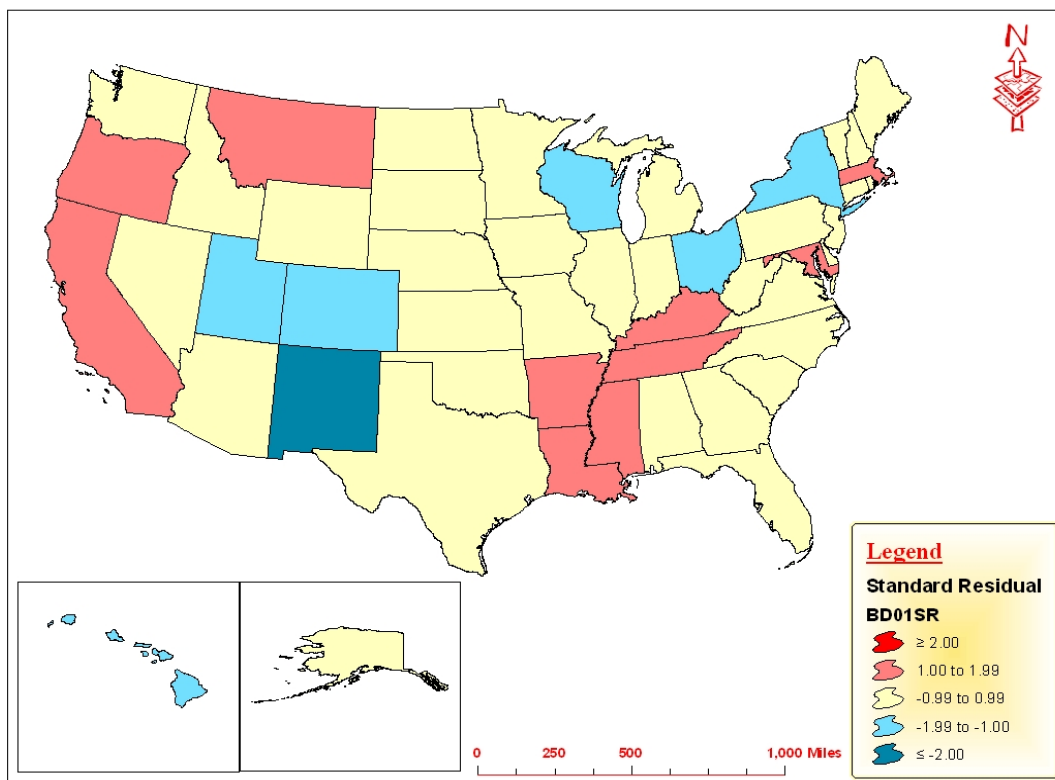 N
Legend
Standard Residual
BD01SR
≥ 2.00
1.00 to 1.99
-0.99 to 0.99
-1.99 to -1.00
≤ -2.00
0 250 500 1,000 Miles